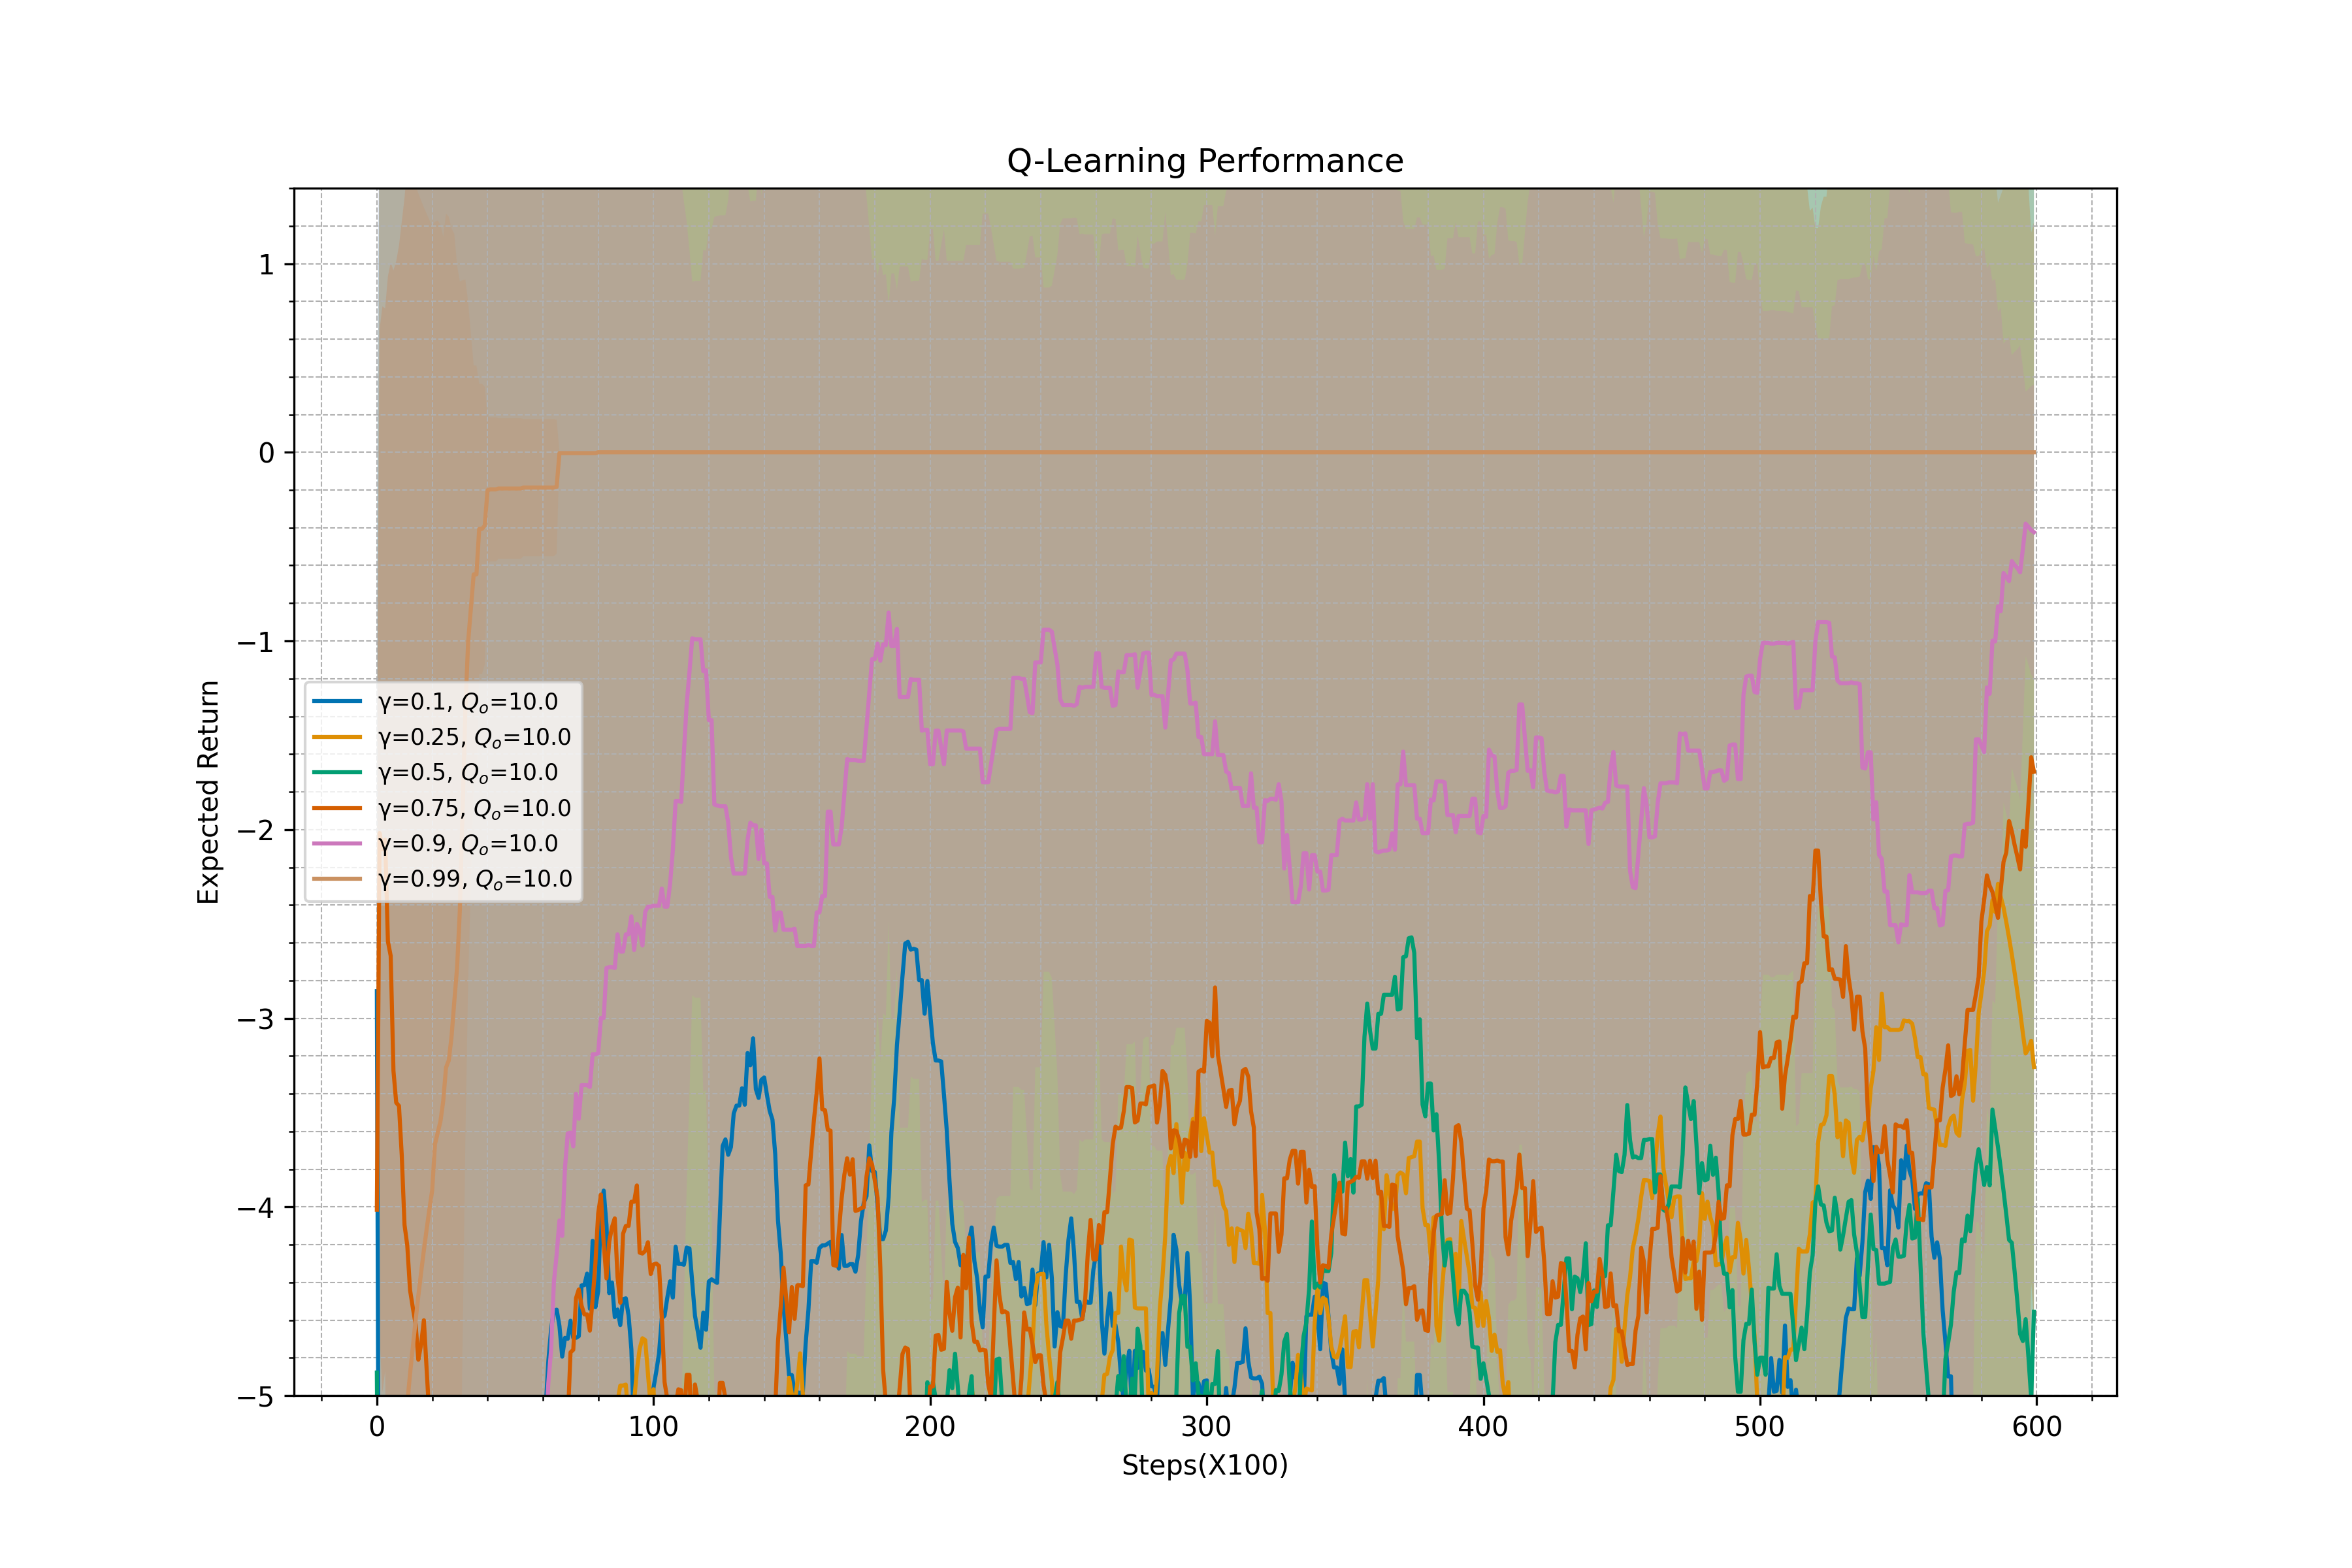 Q-Learning Performance
1
0
−1
−2
−3
−4
−5
Expected Return
γ=0.1, Qo=10.0
γ=0.25, Qo=10.0
γ=0.5, Qo=10.0
γ=0.75, Qo=10.0
γ=0.9, Qo=10.0
γ=0.99, Qo=10.0
0 100 200 300 400 500 600
Steps(X100)